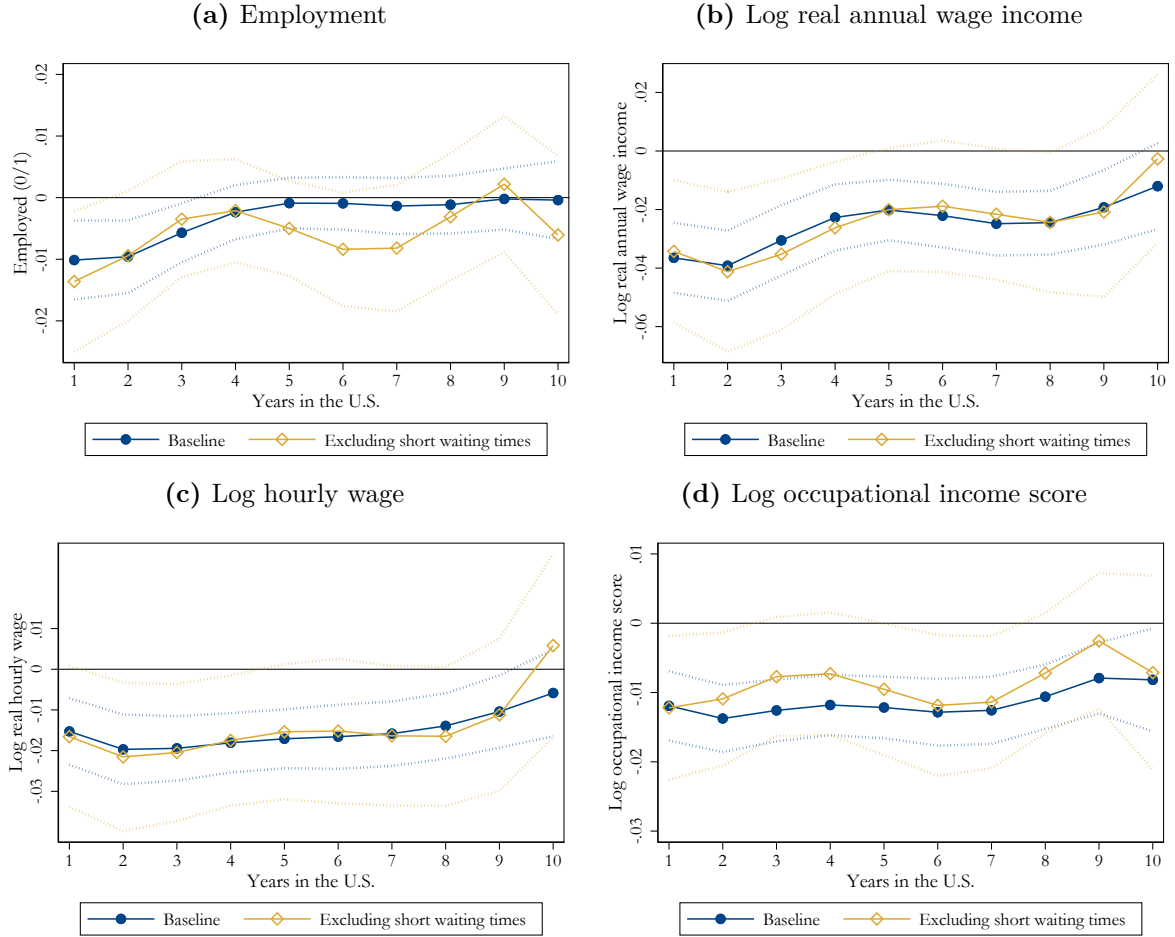 (a) Employment
Employed (0/1)
.02
.01
0
-.01
-.02
1 2 3 4 5 6 7 8 9 10
Years in the U.S.
Baseline Excluding short waiting times
(b) Log real annual wage income
Log real annual wage income
.02
0
-.02
-.04
-.06
1 2 3 4 5 6 7 8 9 10
Years in the U.S.
Baseline Excluding short waiting times
(c) Log hourly wage
Log real hourly wage
.01
0
-.01
-.02
-.03
1 2 3 4 5 6 7 8 9 10
Years in the U.S.
Baseline Excluding short waiting times
(d) Log occupational income score
Log occupational income score
.01
0
-.01
-.02
-.03
1 2 3 4 5 6 7 8 9 10
Years in the U.S.
Baseline Excluding short waiting times